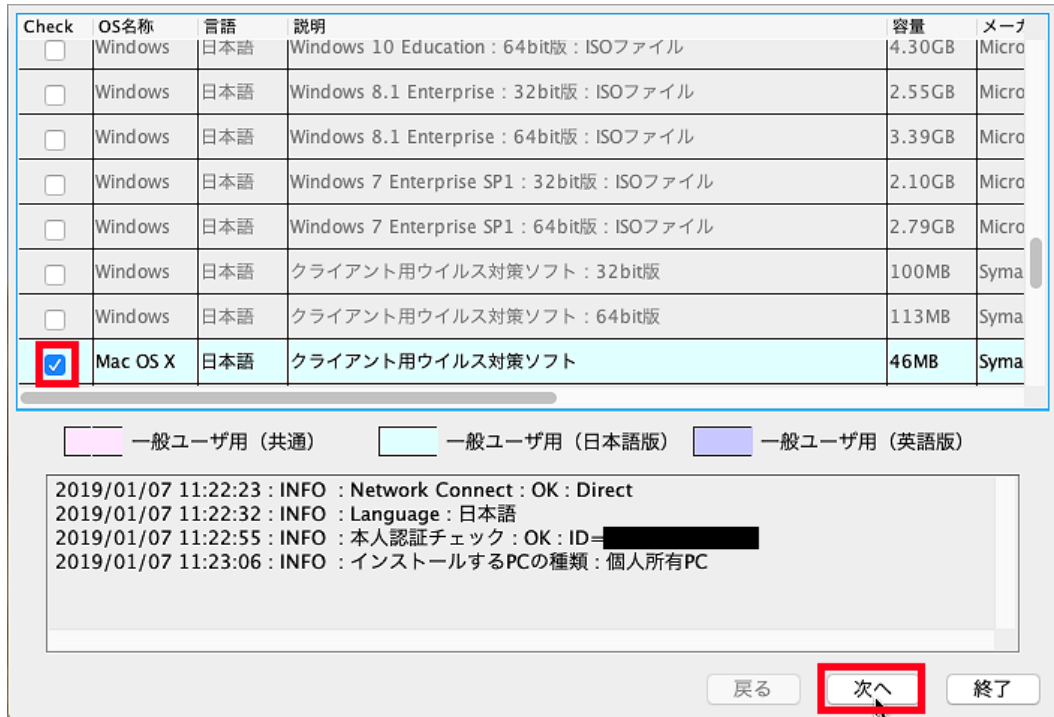 Check OS名称 言語 説明 容量 メーカ
Windows 日本語 Windows 10 Education : 64bit版 : ISOファイル 4.30GB Micro
Windows 日本語 Windows 8.1 Enterprise : 32bit版 : ISOファイル 2.55GB Micro
Windows 日本語 Windows 8.1 Enterprise : 64bit版 : ISOファイル 3.39GB Micro
Windows 日本語 Windows 7 Enterprise SP1 : 32bit版 : ISOファイル 2.10GB Micro
Windows 日本語 Windows 7 Enterprise SP1 : 64bit版 : ISOファイル 2.79GB Micro
Windows 日本語 クライアント用ウイルス対策ソフト : 32bit版 100MB Syma
Windows 日本語 クライアント用ウイルス対策ソフト : 64bit版 113MB Syma
Mac OS X 日本語 クライアント用ウイルス対策ソフト 46MB Syma
一般ユーザ用（共通） 一般ユーザ用（日本語版） 一般ユーザ用（英語版）
2019/01/07 11:22:23 : INFO : Network Connect : OK : Direct
2019/01/07 11:22:32 : INFO : Language : 日本語
2019/01/07 11:22:55 : INFO : 本人認証チェック : OK : ID=
2019/01/07 11:23:06 : INFO : インストールするPCの種類 : 個人所有PC
戻る 次へ 終了